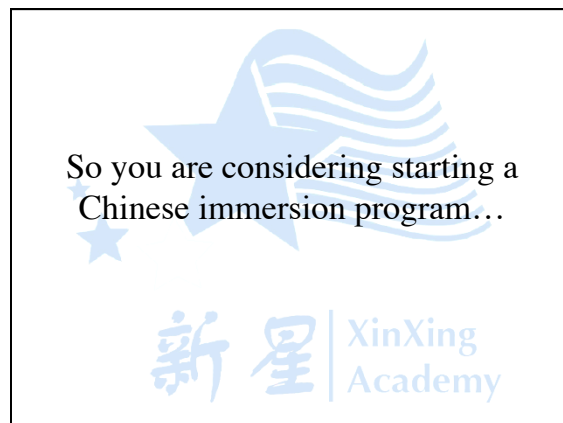 So you are considering starting a
Chinese immersion program…
新星 XinXing
Academy